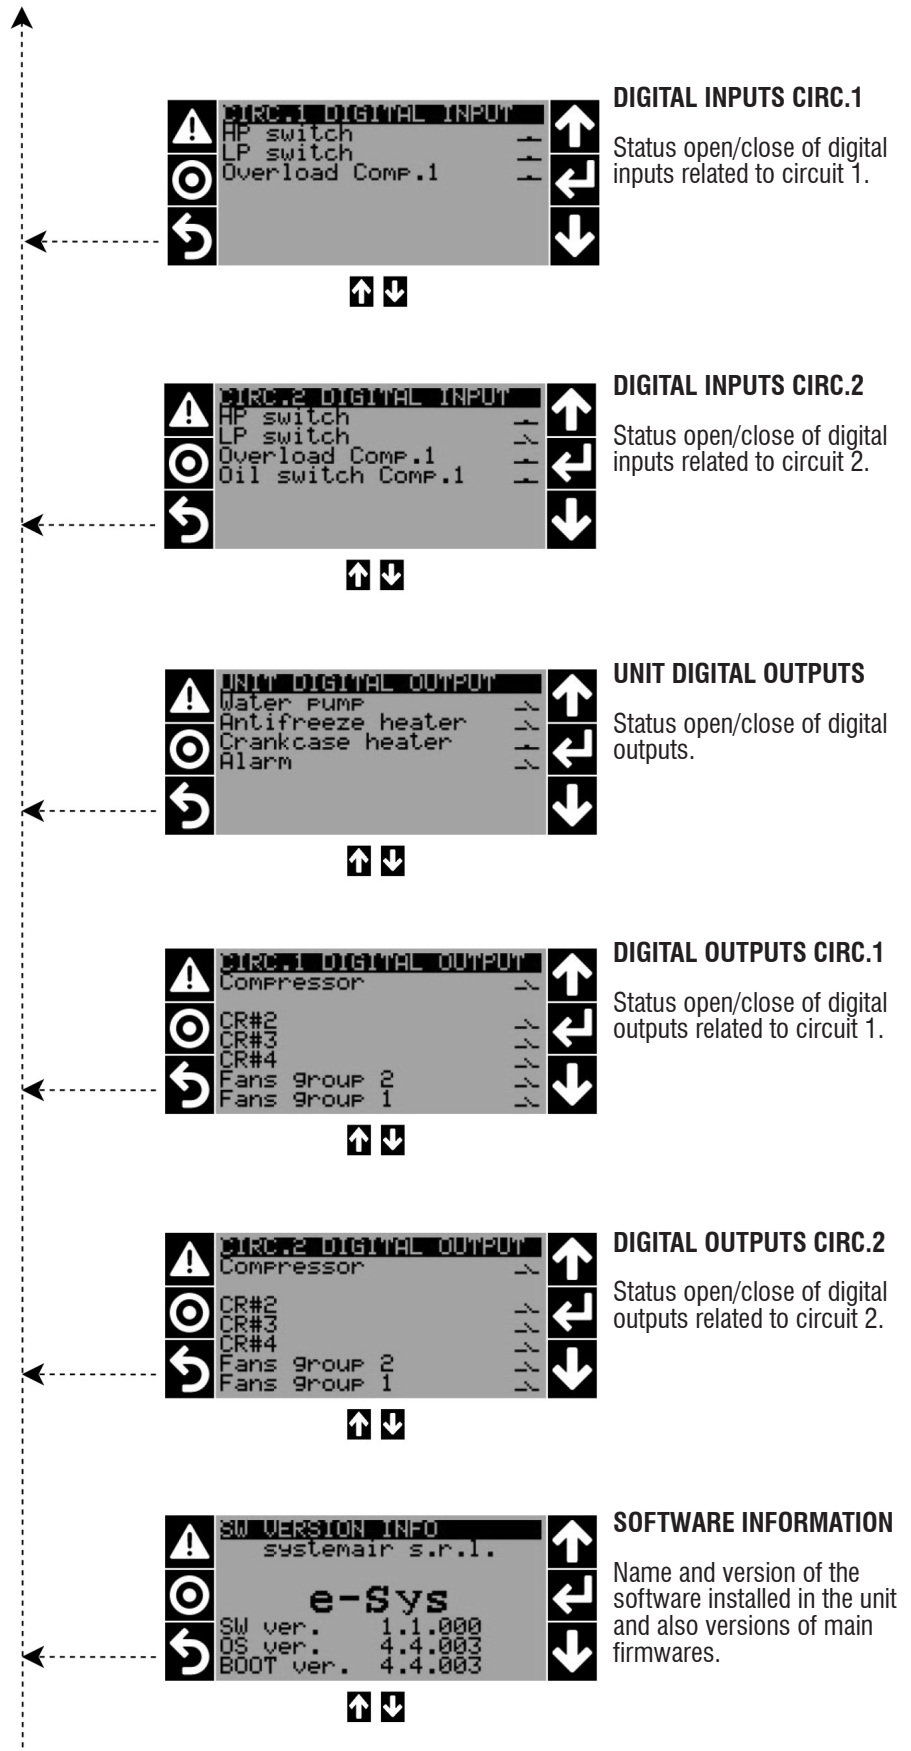 CIRC.1 DIGITAL INPUT
HP switch
LP switch
Overload Comp.1
DIGITAL INPUTS CIRC.1
Status open/close of digital
inputs related to circuit 1.
CIRC.2 DIGITAL INPUT
HP switch
LP switch
Overload Comp.1
Oil switch Comp.1
DIGITAL INPUTS CIRC.2
Status open/close of digital
inputs related to circuit 2.
UNIT DIGITAL OUTPUT
Water pump
Antifreeze heater
Crankcase heater
Alarm
UNIT DIGITAL OUTPUTS
Status open/close of digital
outputs.
CIRC.1 DIGITAL OUTPUT
Compressor
CR#2
CR#3
CR#4
Fans group 2
Fans group 1
DIGITAL OUTPUTS CIRC.1
Status open/close of digital
outputs related to circuit 1.
CIRC.2 DIGITAL OUTPUT
Compressor
CR#2
CR#3
CR#4
Fans group 2
Fans group 1
DIGITAL OUTPUTS CIRC.2
Status open/close of digital
outputs related to circuit 2.
SW VERSION INFO
systemair s.r.l.
e-Sys
SW ver. 1.1.000
OS ver. 4.4.003
BOOT ver. 4.4.003
SOFTWARE INFORMATION
Name and version of the
software installed in the unit
and also versions of main
firmwares.